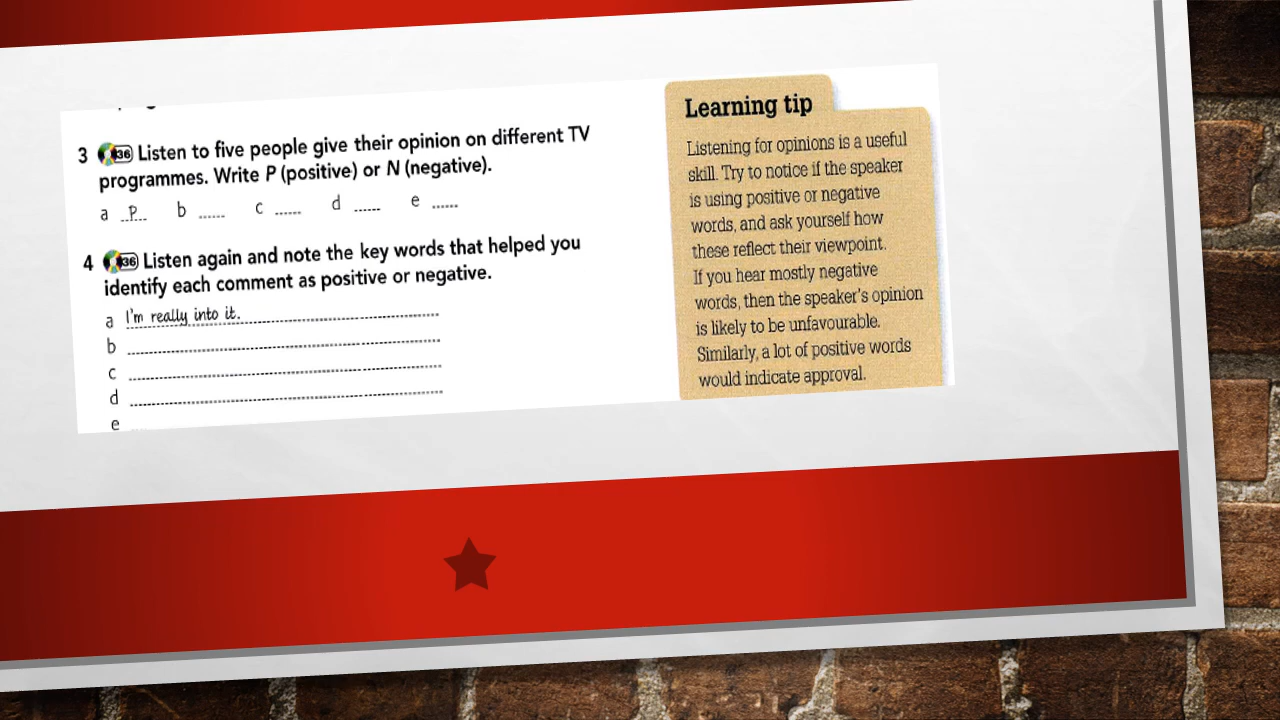 3 36 Listen to five people give their opinion on different TV
programmes. Write P (positive) or N (negative).
a P b ...... c ...... d ...... e ......
4 36 Listen again and note the key words that helped you
identify each comment as positive or negative.
a I'm really into it.
b
c
d
e
Learning tip
Listening for opinions is a useful
skill. Try to notice if the speaker
is using positive or negative
words, and ask yourself how
these reflect their viewpoint.
If you hear mostly negative
words, then the speaker's opinion
is likely to be unfavourable.
Similarly, a lot of positive words
would indicate approval.